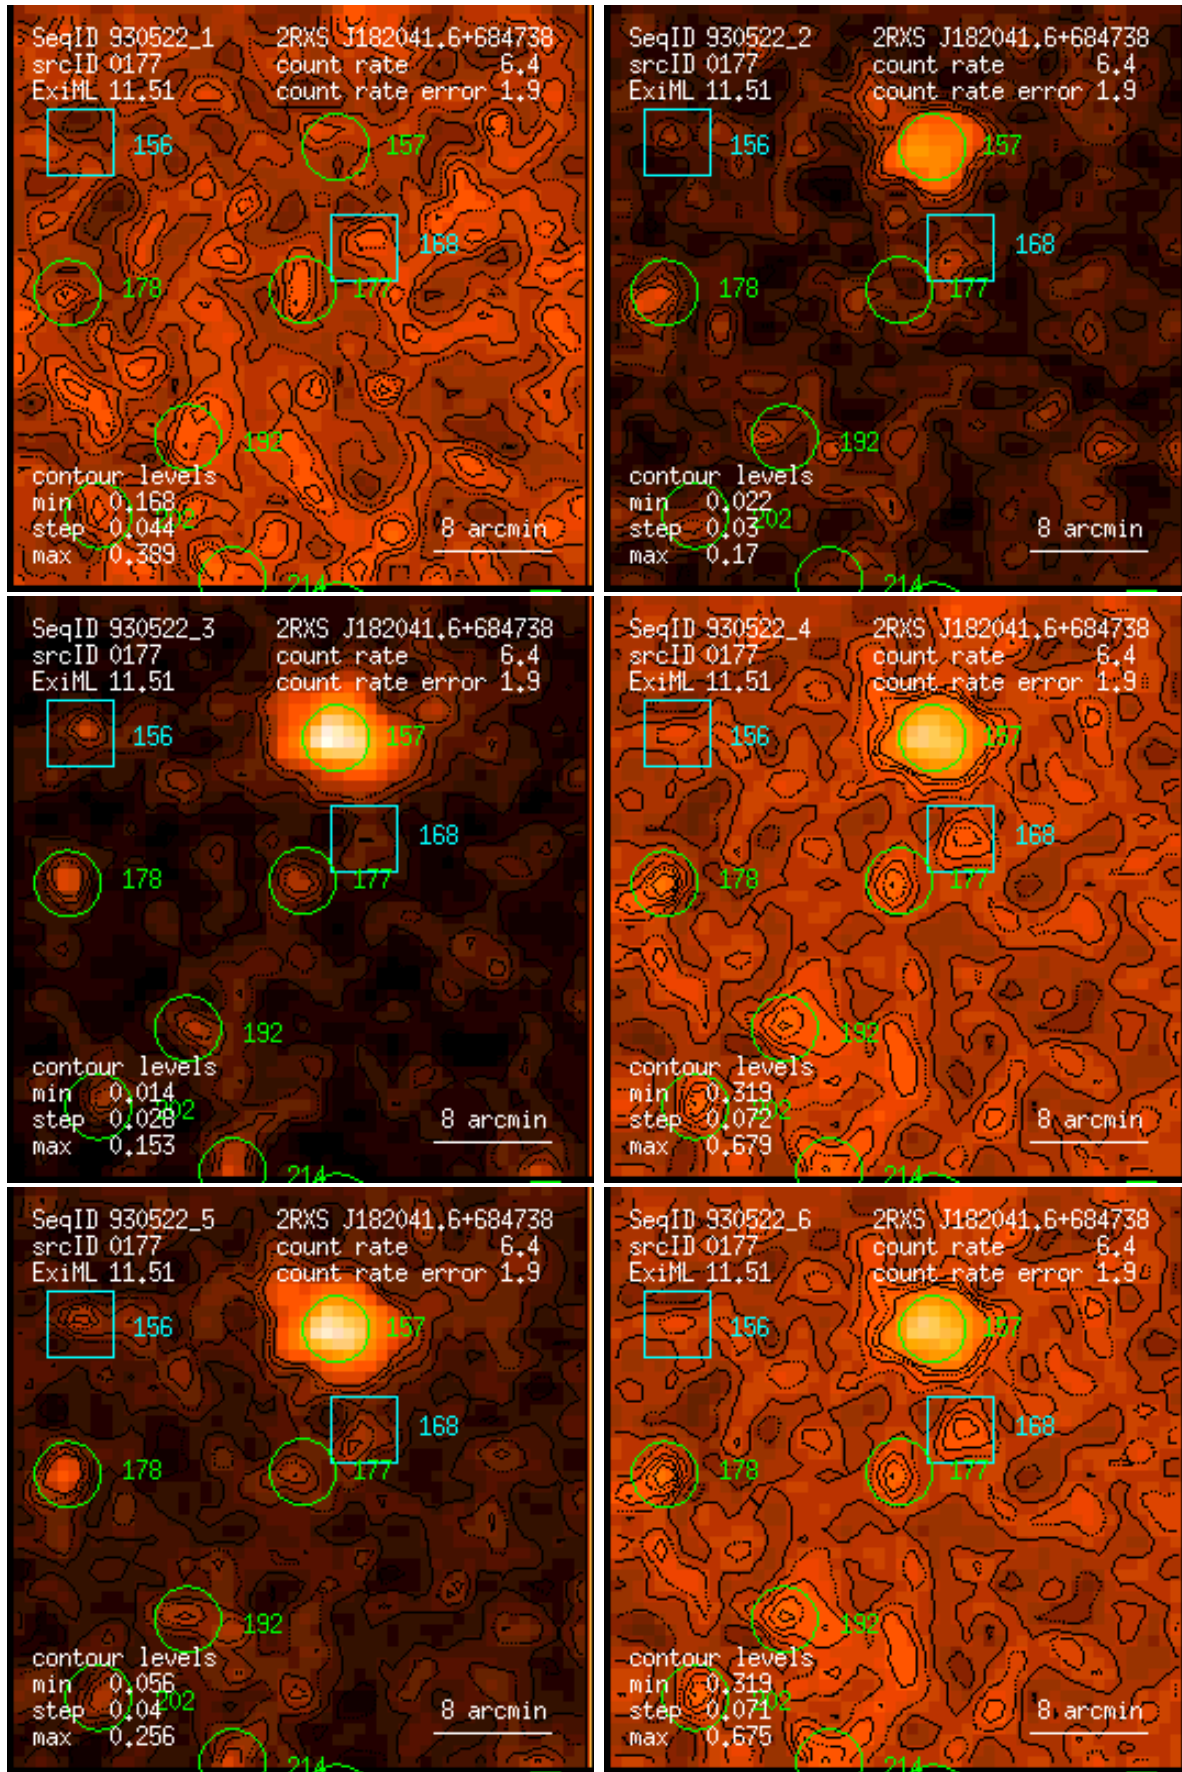 SeqID 930522_1 2RXS J182041.6+684738
srcID 0177 count rate 6.4
ExiML 11.51 count rate error 1.9
156 157
168
178 177
192
contour levels
min 0.168
step 0.044 202
max 0.389 8 arcmin
214
SeqID 930522_2 2RXS J182041.6+684738
srcID 0177 count rate 6.4
ExiML 11.51 count rate error 1.9
156 157
168
178 177
192
contour levels
min 0.022
step 0.03 202
max 0.17 8 arcmin
214
SeqID 930522_3 2RXS J182041.6+684738
srcID 0177 count rate 6.4
ExiML 11.51 count rate error 1.9
156 157
168
178 177
192
contour levels
min 0.014
step 0.028 202
max 0.153 8 arcmin
214
SeqID 930522_4 2RXS J182041.6+684738
srcID 0177 count rate 6.4
ExiML 11.51 count rate error 1.9
156 157
168
178 177
192
contour levels
min 0.319
step 0.072 202
max 0.679 8 arcmin
214
SeqID 930522_5 2RXS J182041.6+684738
srcID 0177 count rate 6.4
ExiML 11.51 count rate error 1.9
156 157
168
178 177
192
contour levels
min 0.056
step 0.04 202
max 0.256 8 arcmin
214
SeqID 930522_6 2RXS J182041.6+684738
srcID 0177 count rate 6.4
ExiML 11.51 count rate error 1.9
156 157
168
178 177
192
contour levels
min 0.319
step 0.071 202
max 0.675 8 arcmin
214